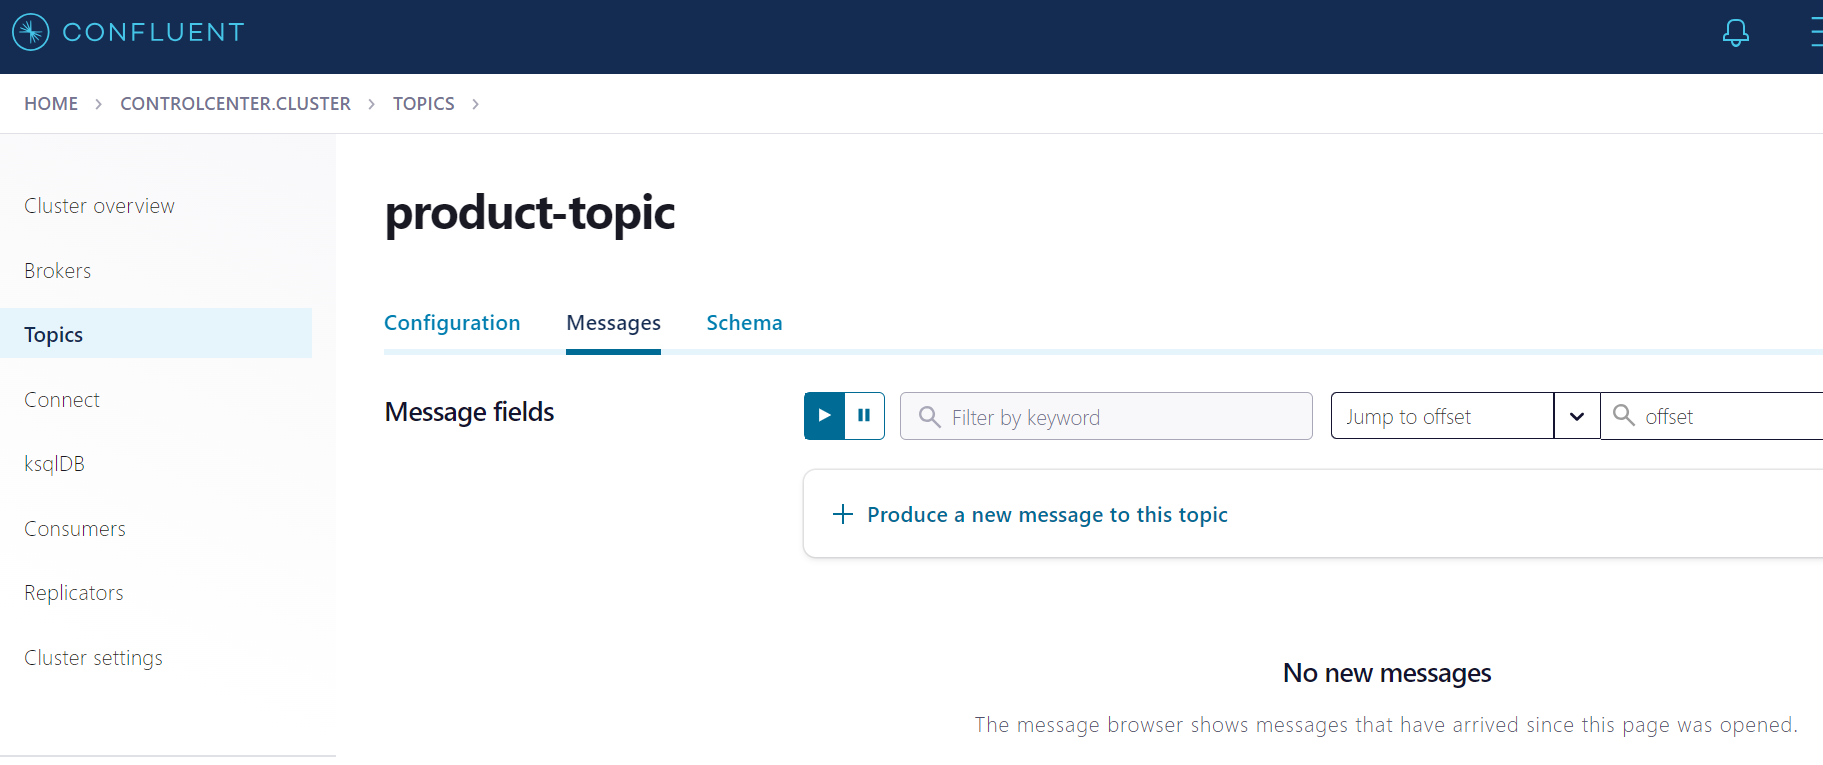 CONFLUENT
HOME > CONTROLCENTER.CLUSTER > TOPICS >
Cluster overview
Brokers
Topics
Connect
ksqlDB
Consumers
Replicators
Cluster settings
product-topic
Configuration Messages Schema
Message fields
Filter by keyword Jump to offset offset
+ Produce a new message to this topic
No new messages
The message browser shows messages that have arrived since this page was opened.